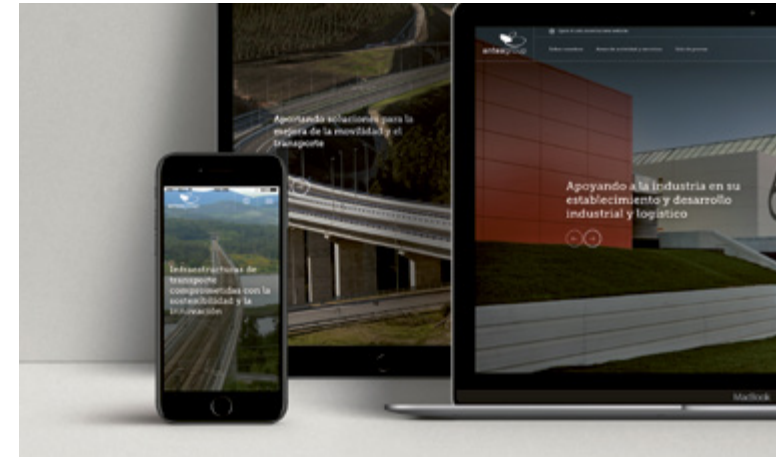 Infraestructuras de
transporte
comprometidas con la
sostenibilidad y la
innovación
Aportando soluciones para la
mejora de la movilidad y el
transporte
group
Apoyando a la industria en su
establecimiento y desarrollo
industrial y logístico
MacBook